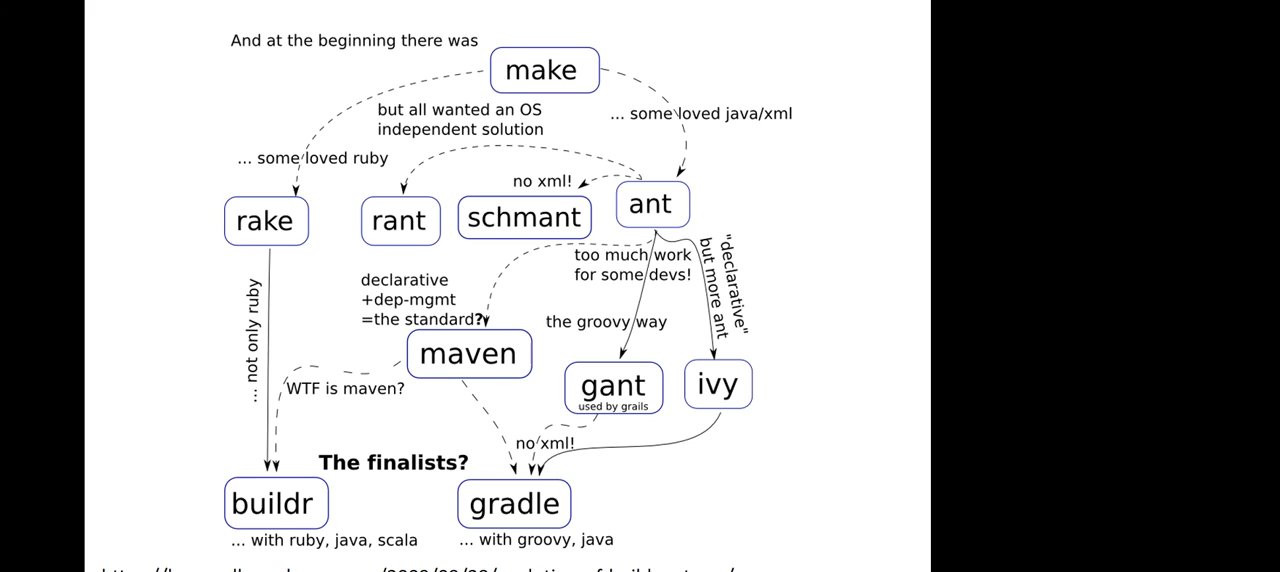 And at the beginning there was
make
but all wanted an OS
independent solution
... some loved java/xml
... some loved ruby
no xml!
rake
rant
schmant
ant
too much work
for some devs!
"declarative"
but more ant
declarative
+dep-mgmt
=the standard?
the groovy way
... not only ruby
maven
WTF is maven?
gant
used by grails
ivy
no xml!
The finalists?
buildr
gradle
... with ruby, java, scala
... with groovy, java